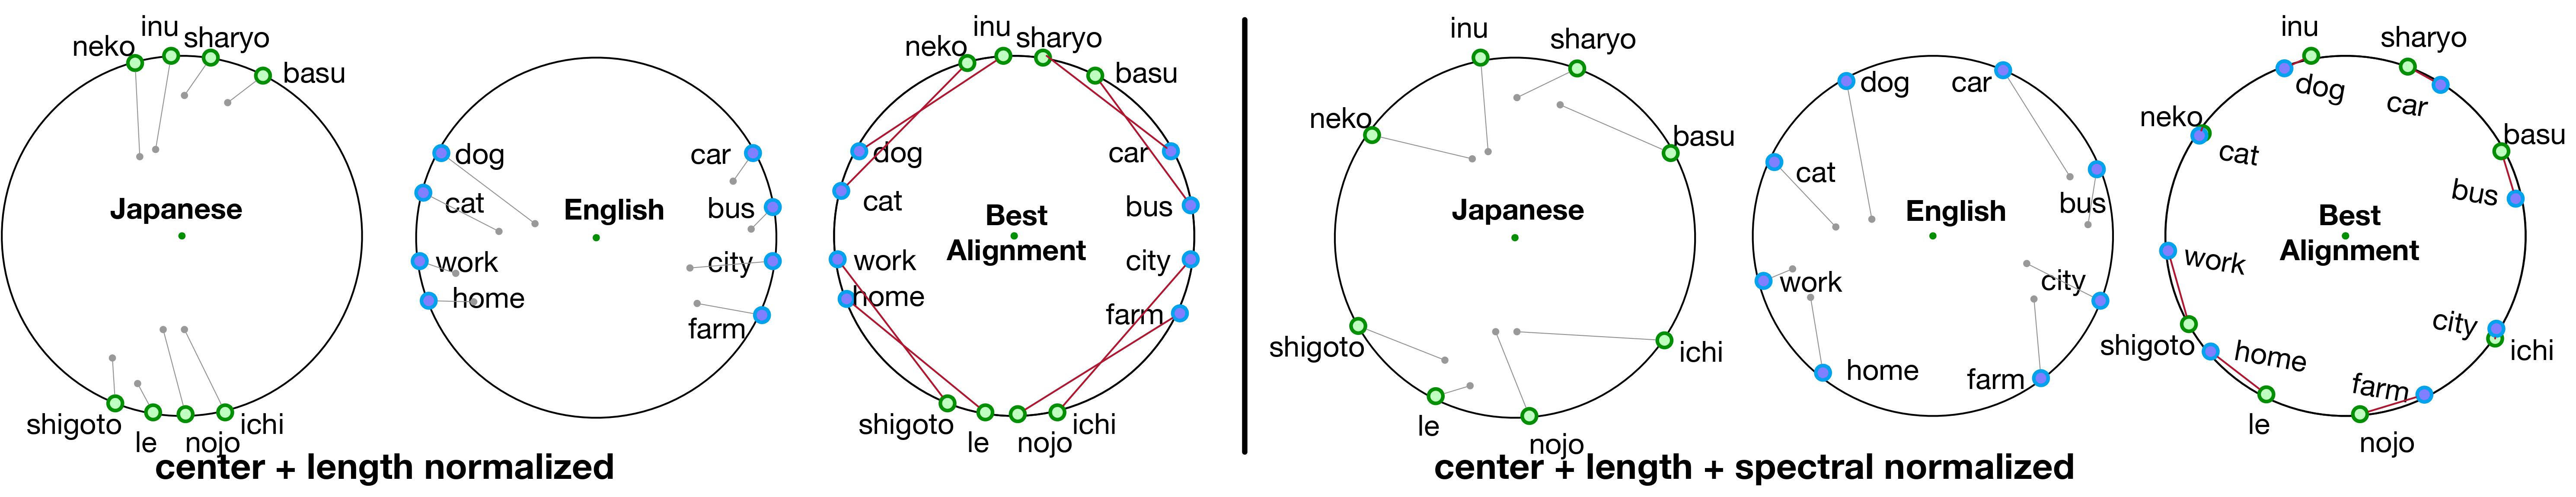 neko
inu
sharyo
basu
Japanese
shigoto
le
nojo
ichi
dog
cat
work
home
English
car
bus
city
farm
neko
inu
sharyo
basu
dog
cat
work
home
Best
Alignment
car
bus
city
farm
shigoto
le
nojo
ichi
center + length normalized
inu
sharyo
neko
basu
Japanese
shigoto
le
nojo
ichi
dog
car
cat
bus
English
work
city
home
farm
inu
sharyo
dog
car
neko
cat
basu
bus
Best
Alignment
work
city
ichi
shigoto
home
farm
le
nojo
center + length + spectral normalized